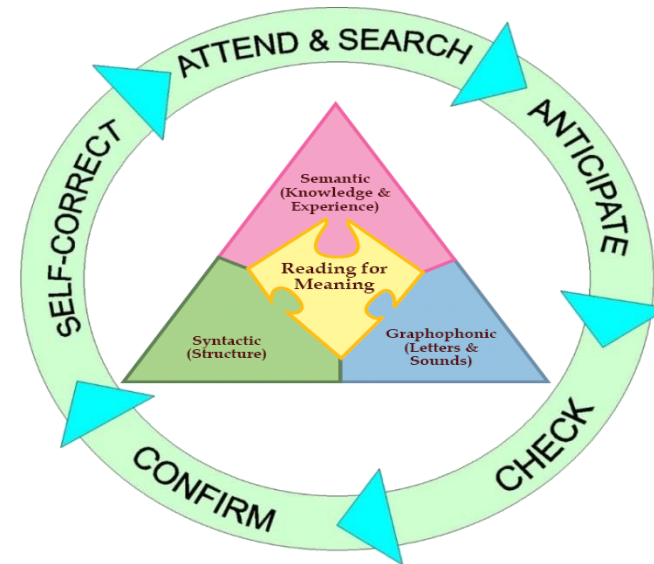 ATTEND & SEARCH
ANTICIPATE
CHECK
CONFIRM
SELF-CORRECT
Semantic
(Knowledge &
Experience)
Reading for
Meaning
Syntactic
(Structure)
Graphophonic
(Letters &
Sounds)